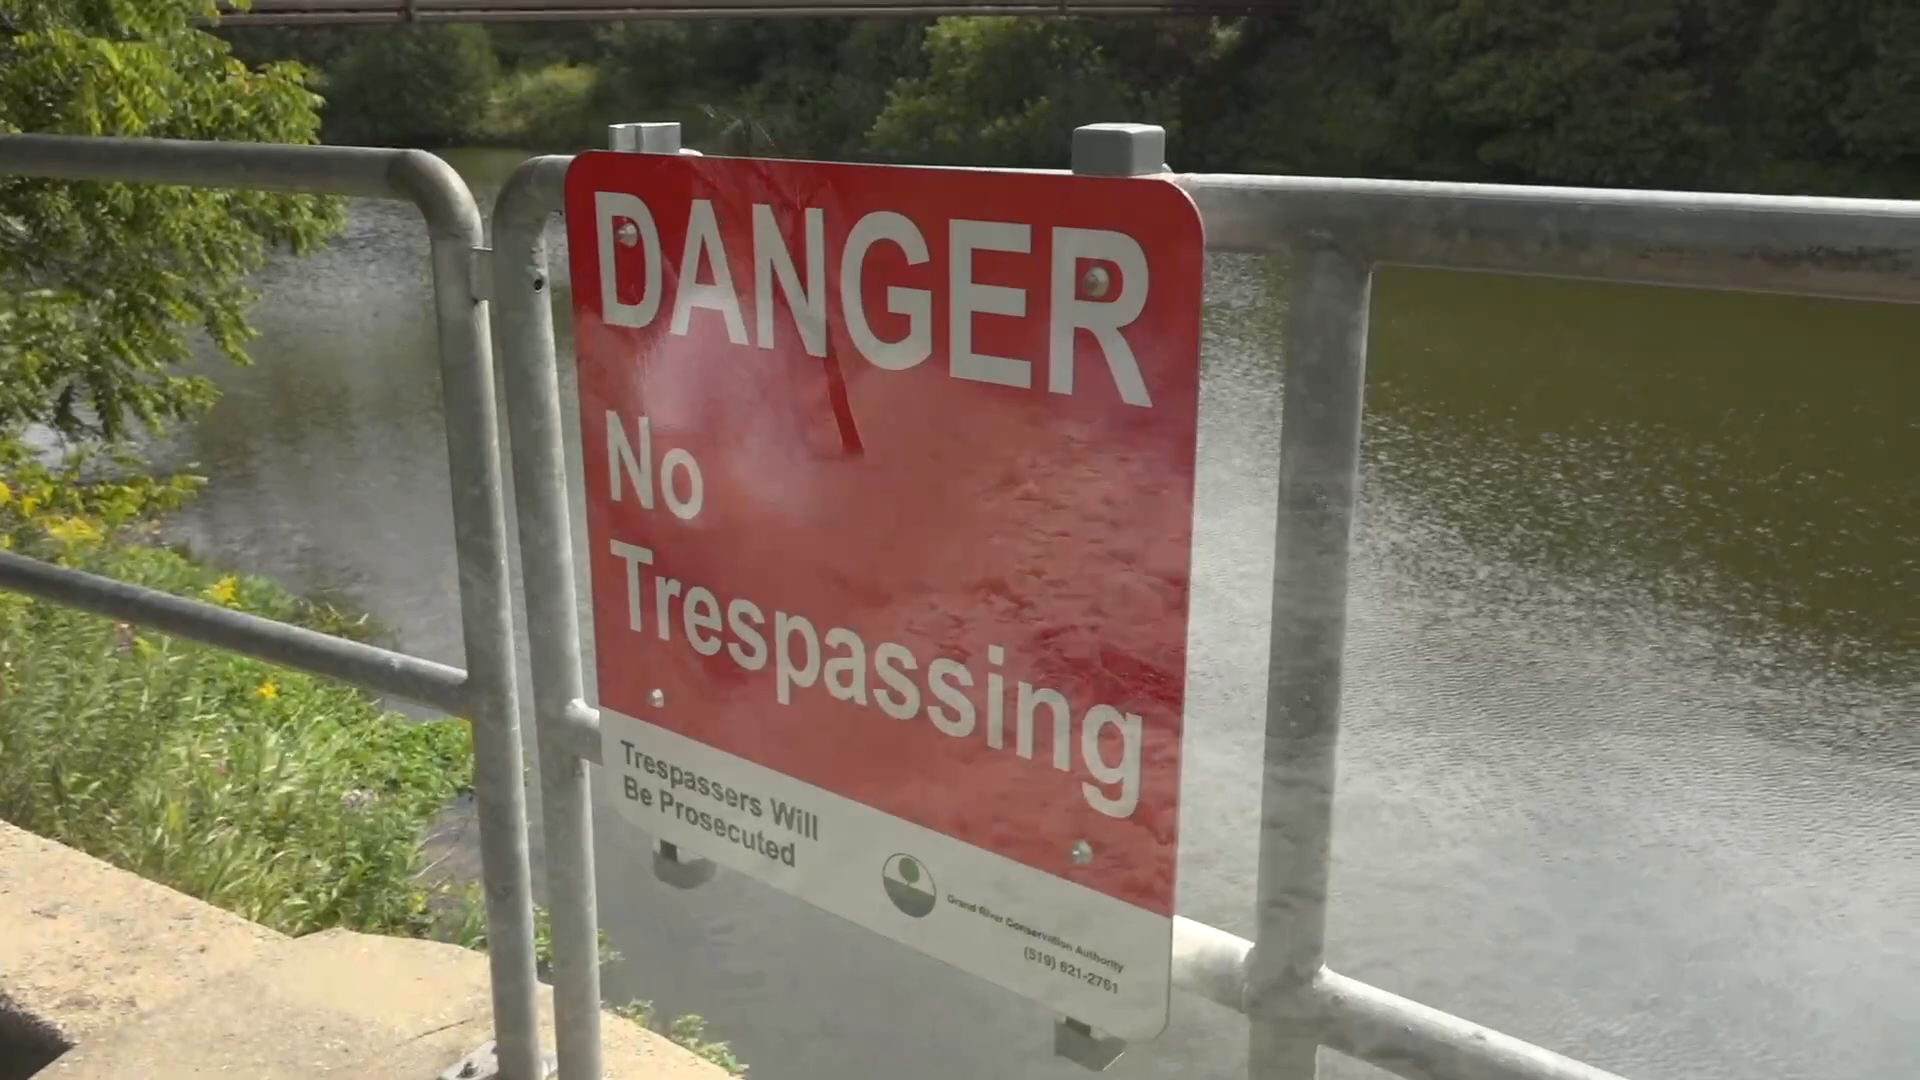 DANGER
No
Trespassing
Trespassers Will
Be Prosecuted
Grand River Conservation Authority
(519) 621-2761